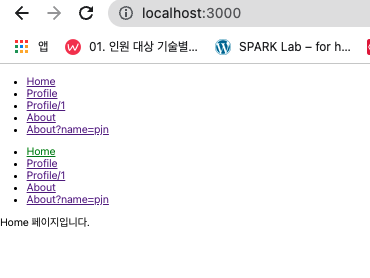 localhost:3000
앱
01. 인원 대상 기술별...
SPARK Lab – for h...
Home
Profile
Profile/1
About
About?name=pjn
Home
Profile
Profile/1
About
About?name=pjn
Home 페이지입니다.